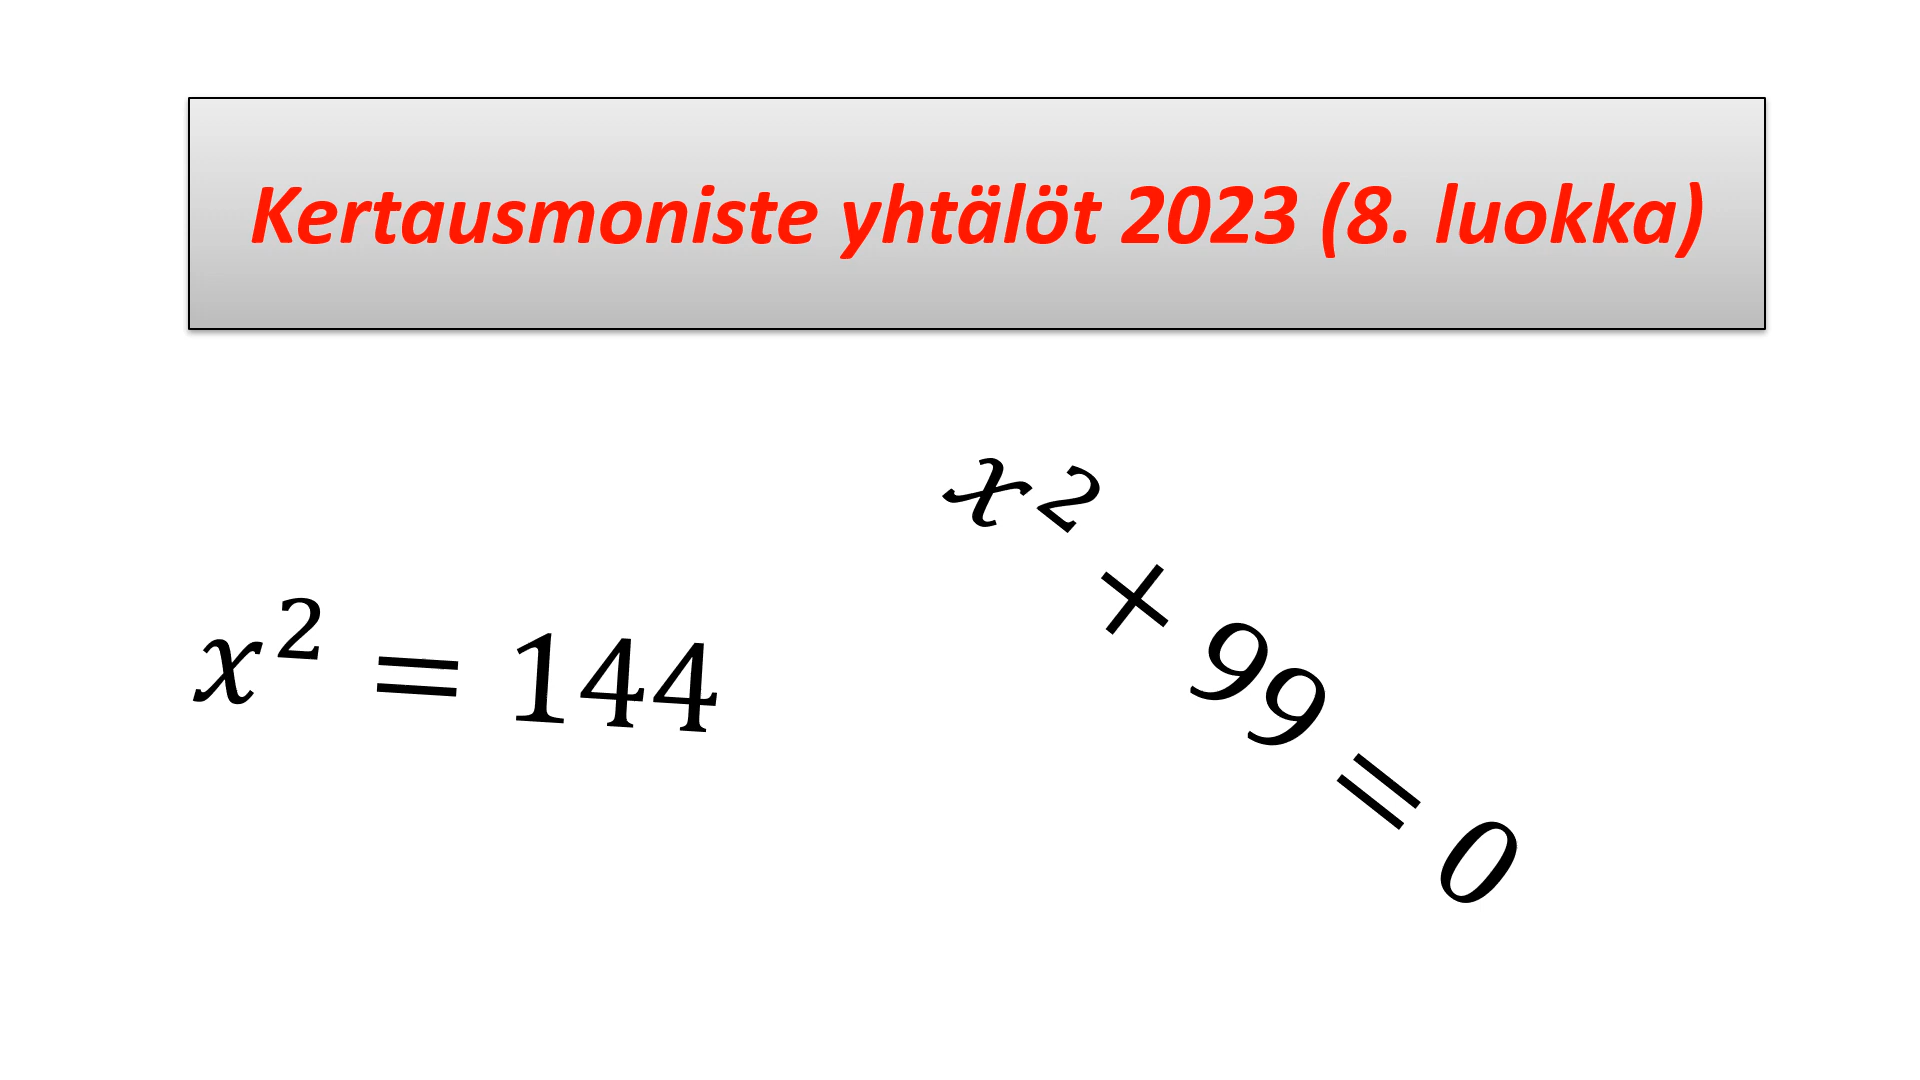 Kertausmoniste yhtälöt 2023 (8. luokka)
x² = 144
x² + 99 = 0